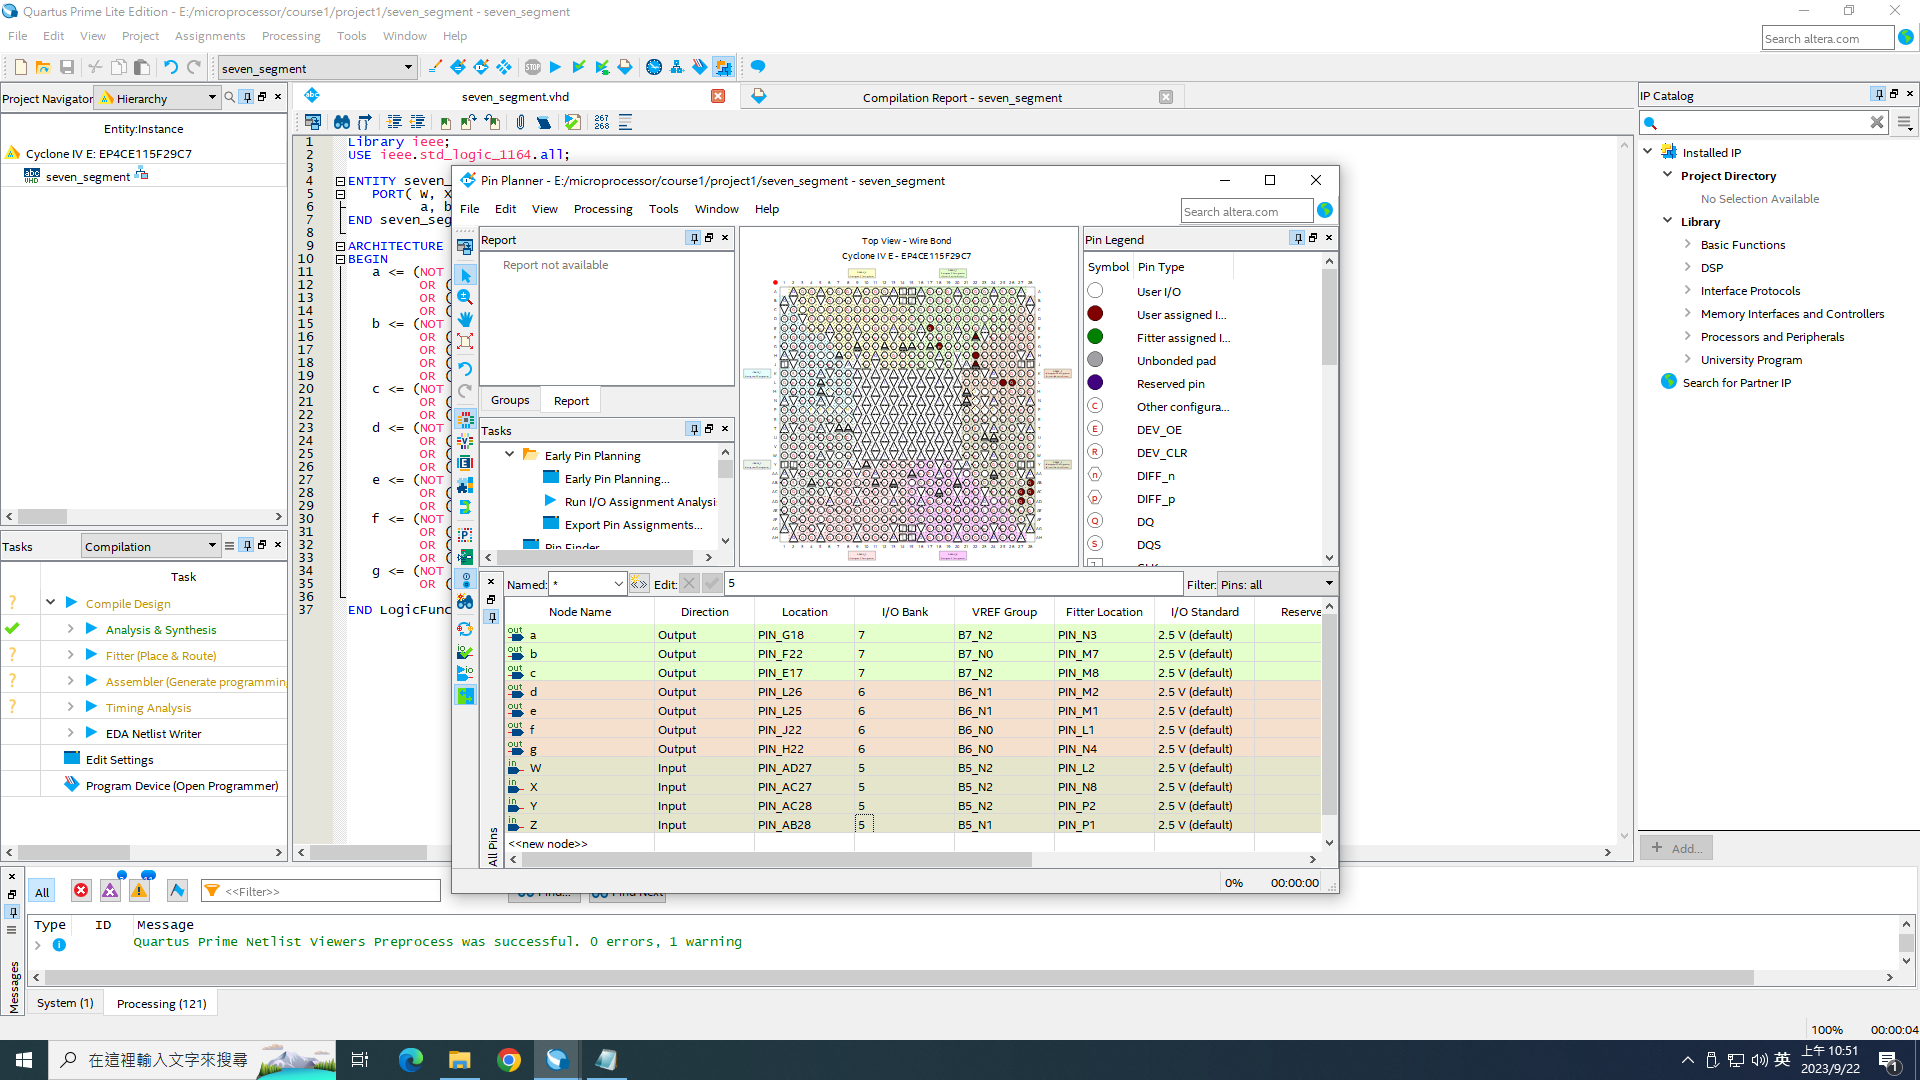 Quartus Prime Lite Edition - E:/microprocessor/course1/project1/seven_segment - seven_segment
File Edit View Project Assignments Processing Tools Window Help
Search altera.com
seven_segment
Project Navigator Hierarchy
Entity:Instance
Cyclone IV E: EP4CE115F29C7
seven_segment
seven_segment.vhd
Compilation Report - seven_segment
1 Library ieee;
2 USE ieee.std_logic_1164.all;
3
4 ENTITY seven_
5 PORT( W, X
6 a, b
7 END seven_seg
8
9 ARCHITECTURE
10 BEGIN
11 a <= (NOT
12 OR (
13 OR (
14 OR (
15 b <= (NOT
16 OR (
17 OR (
18 OR (
19 OR (
20 c <= (NOT
21 OR (
22 OR (
23 d <= (NOT
24 OR (
25 OR (
26 OR (
27 e <= (NOT
28 OR (
29 OR (
30 f <= (NOT
31 OR (
32 OR (
33 OR (
34 g <= (NOT
35 OR (
36
37 END LogicFunc
Pin Planner - E:/microprocessor/course1/project1/seven_segment - seven_segment
File Edit View Processing Tools Window Help
Search altera.com
Report
Report not available
Groups Report
Tasks
Early Pin Planning
Early Pin Planning...
Run I/O Assignment Analysi
Export Pin Assignments...
Pin Finder
Top View - Wire Bond
Cyclone IV E - EP4CE115F29C7
Pin Legend
Symbol Pin Type
User I/O
User assigned I...
Fitter assigned I...
Unbonded pad
Reserved pin
C Other configura...
E DEV_OE
R DEV_CLR
n DIFF_n
p DIFF_p
Q DQ
S DQS
Named: * Edit: 5 Filter: Pins: all
Node Name Direction Location I/O Bank VREF Group Fitter Location I/O Standard Reserve
out a Output PIN_G18 7 B7_N2 PIN_N3 2.5 V (default)
out b Output PIN_F22 7 B7_N0 PIN_M7 2.5 V (default)
out c Output PIN_E17 7 B7_N2 PIN_M8 2.5 V (default)
out d Output PIN_L26 6 B6_N1 PIN_M2 2.5 V (default)
out e Output PIN_L25 6 B6_N1 PIN_M1 2.5 V (default)
out f Output PIN_J22 6 B6_N0 PIN_L1 2.5 V (default)
out g Output PIN_H22 6 B6_N0 PIN_N4 2.5 V (default)
in W Input PIN_AD27 5 B5_N2 PIN_L2 2.5 V (default)
in X Input PIN_AC27 5 B5_N2 PIN_N8 2.5 V (default)
in Y Input PIN_AC28 5 B5_N2 PIN_P2 2.5 V (default)
in Z Input PIN_AB28 5 B5_N1 PIN_P1 2.5 V (default)
<<new node>>
All Pins
0% 00:00:00
IP Catalog
Installed IP
Project Directory
No Selection Available
Library
Basic Functions
DSP
Interface Protocols
Memory Interfaces and Controllers
Processors and Peripherals
University Program
Search for Partner IP
+ Add...
Tasks Compilation
Task
Compile Design
Analysis & Synthesis
Fitter (Place & Route)
Assembler (Generate programmin
Timing Analysis
EDA Netlist Writer
Edit Settings
Program Device (Open Programmer)
All <<Filter>> Find... Find Next
Type ID Message
Quartus Prime Netlist Viewers Preprocess was successful. 0 errors, 1 warning
Messages
System (1) Processing (121)
100% 00:00:04
在這裡輸入文字來搜尋
英
上午 10:51
2023/9/22
1